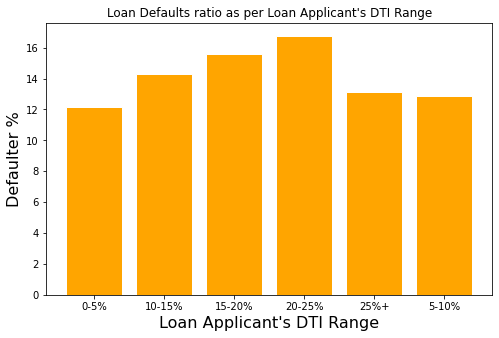 Loan Defaults ratio as per Loan Applicant's DTI Range
Defaulter %
16
14
12
10
8
6
4
2
0
0-5% 10-15% 15-20% 20-25% 25%+ 5-10%
Loan Applicant's DTI Range